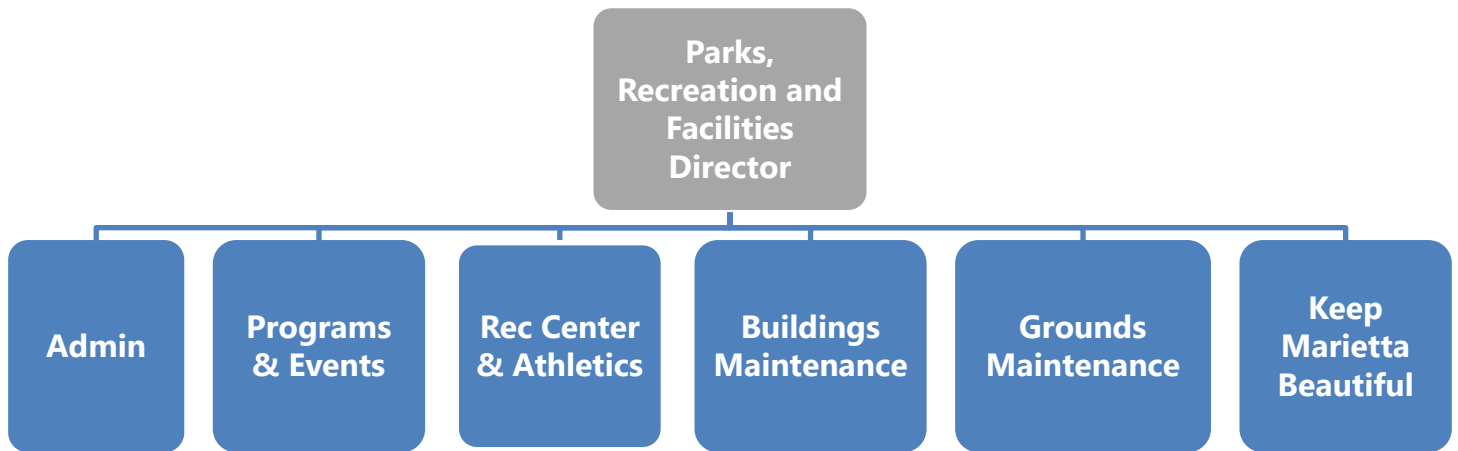 Parks,
Recreation and
Facilities
Director
Admin
Programs
& Events
Rec Center
& Athletics
Buildings
Maintenance
Grounds
Maintenance
Keep
Marietta
Beautiful